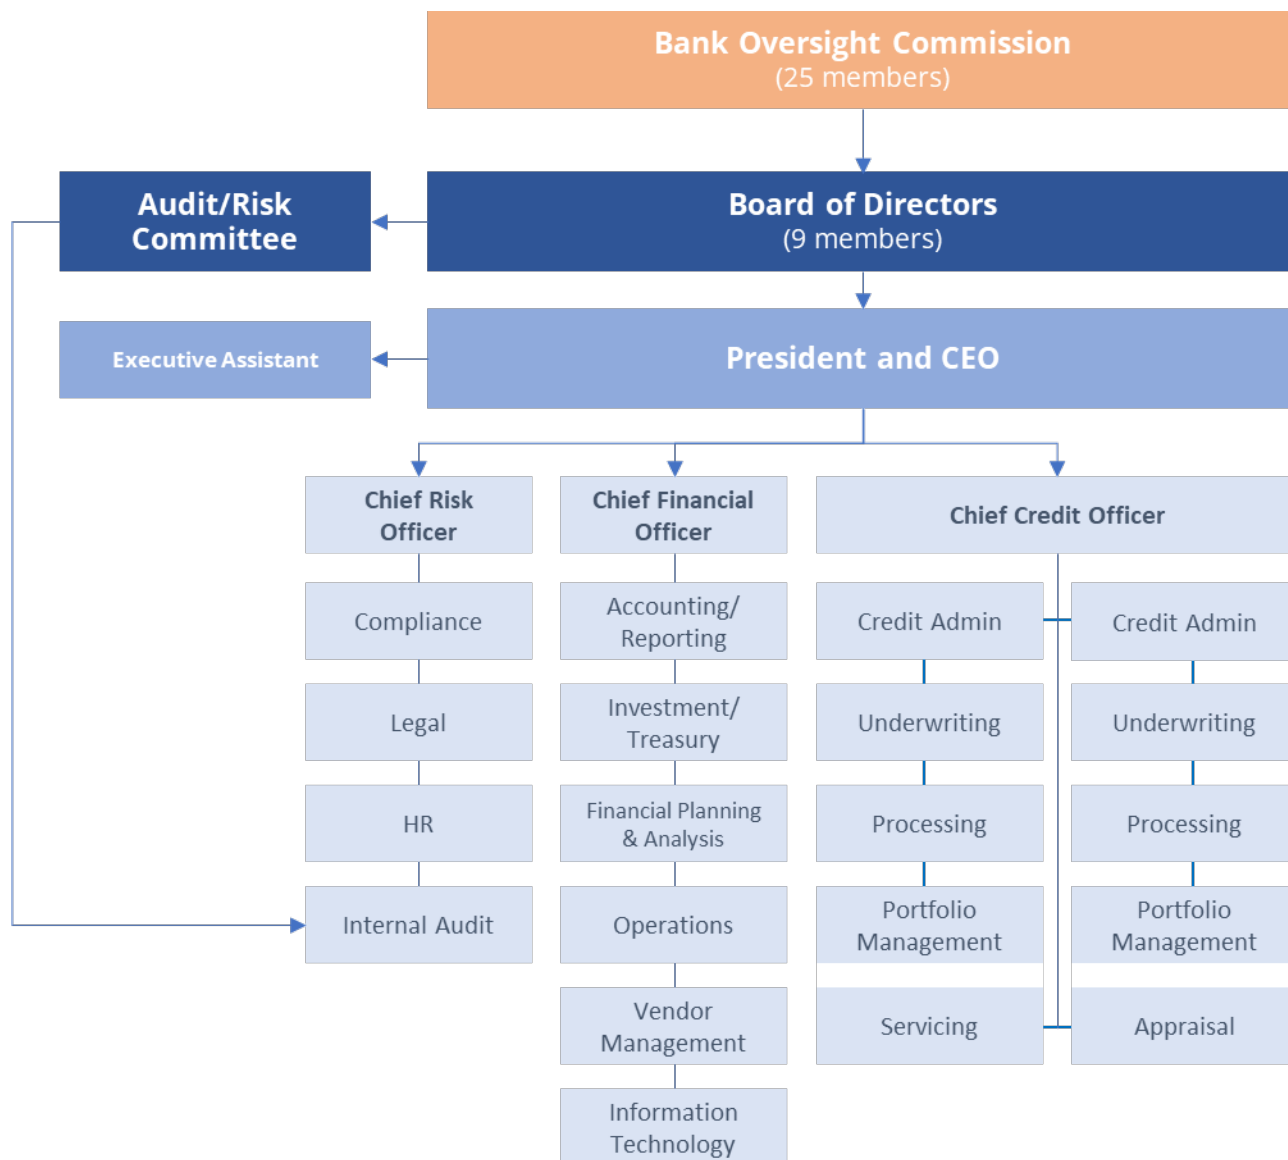 Bank Oversight Commission
(25 members)
Audit/Risk
Committee
Board of Directors
(9 members)
Executive Assistant
President and CEO
Chief Risk
Officer
Chief Financial
Officer
Chief Credit Officer
Compliance
Accounting/
Reporting
Credit Admin
Credit Admin
Legal
Investment/
Treasury
Underwriting
Underwriting
HR
Financial Planning
& Analysis
Processing
Processing
Internal Audit
Operations
Portfolio
Management
Portfolio
Management
Vendor
Management
Servicing
Appraisal
Information
Technology